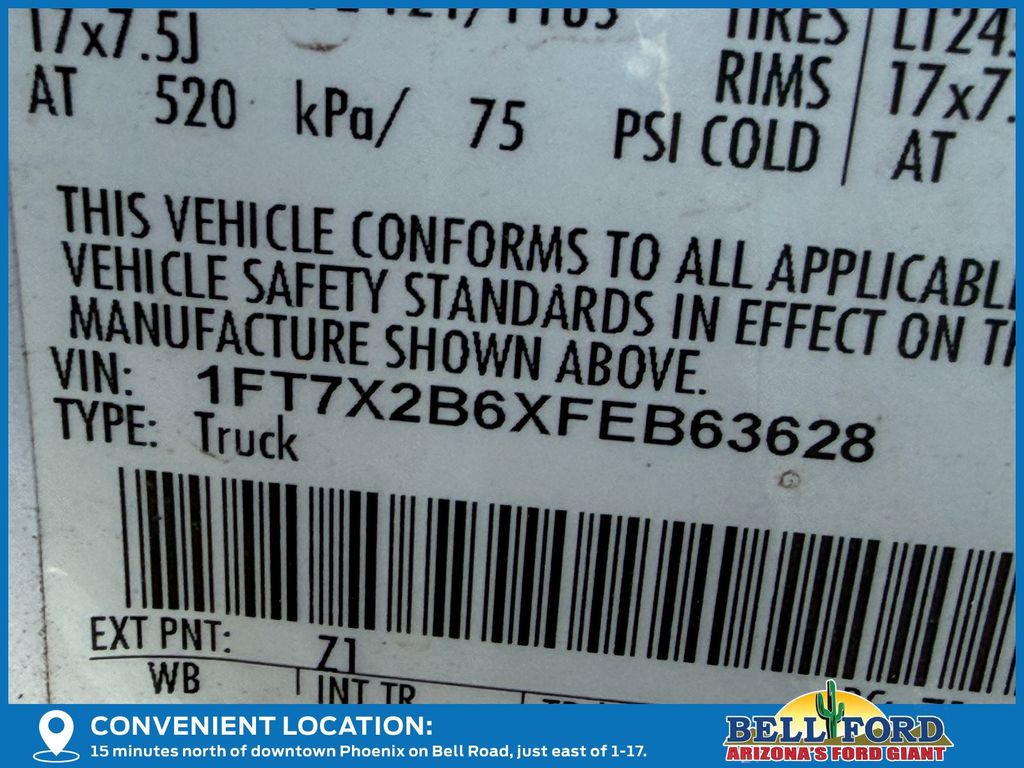 17x7.5J
TIRES LT24
RIMS 17x7.
AT 520 kPa/ 75 PSI COLD AT
THIS VEHICLE CONFORMS TO ALL APPLICABL
VEHICLE SAFETY STANDARDS IN EFFECT ON
MANUFACTURE SHOWN ABOVE.
VIN: 1FT7X2B6XFEB63628
TYPE: Truck
EXT PNT: Z1
WB INT TR
CONVENIENT LOCATION:
15 minutes north of downtown Phoenix on Bell Road, just east of 1-17.
BELL FORD
ARIZONA'S FORD GIANT